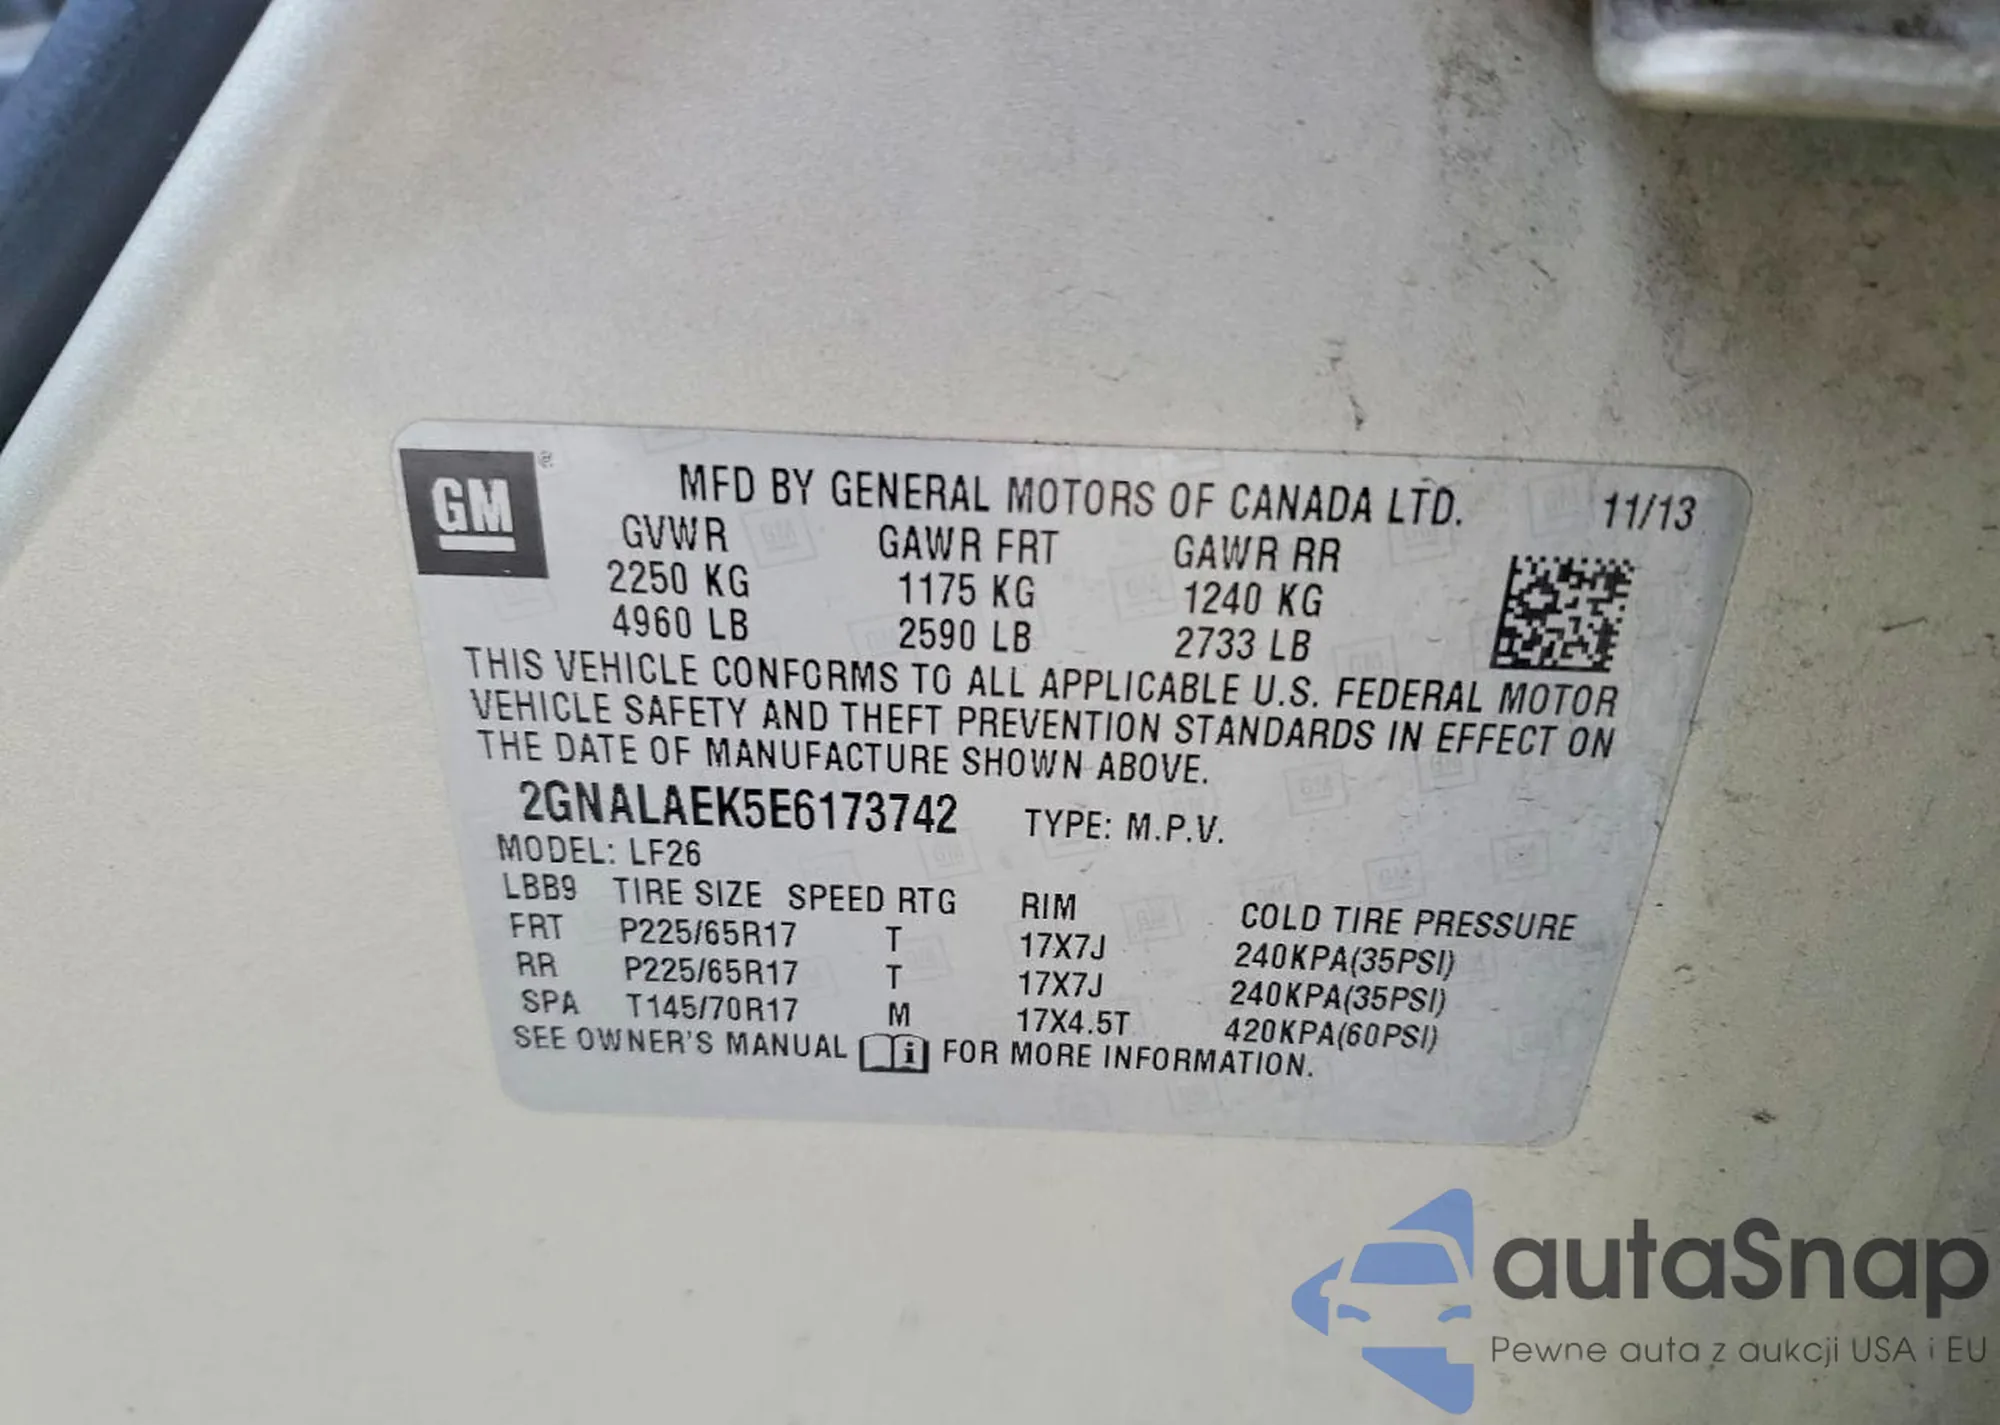 GM ®
MFD BY GENERAL MOTORS OF CANADA LTD. 11/13
GVWR GAWR FRT GAWR RR
2250 KG 1175 KG 1240 KG
4960 LB 2590 LB 2733 LB
THIS VEHICLE CONFORMS TO ALL APPLICABLE U.S. FEDERAL MOTOR
VEHICLE SAFETY AND THEFT PREVENTION STANDARDS IN EFFECT ON
THE DATE OF MANUFACTURE SHOWN ABOVE.
2GNALAEK5E6173742 TYPE: M.P.V.
MODEL: LF26
LBB9 TIRE SIZE SPEED RTG RIM COLD TIRE PRESSURE
FRT P225/65R17 T 17X7J 240KPA(35PSI)
RR P225/65R17 T 17X7J 240KPA(35PSI)
SPA T145/70R17 M 17X4.5T 420KPA(60PSI)
SEE OWNER'S MANUAL i FOR MORE INFORMATION.
autaSnap
Pewne auta z aukcji USA i EU